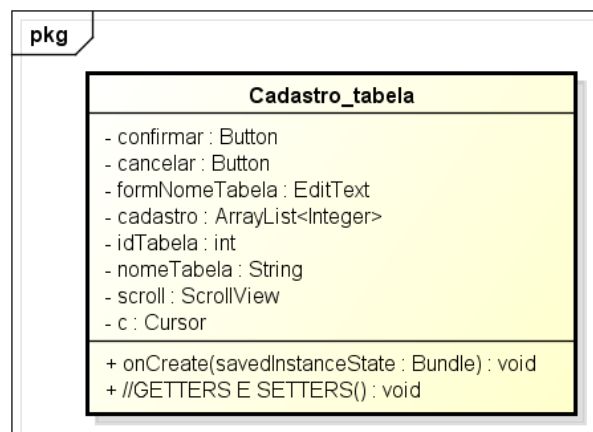 pkg
Cadastro_tabela
- confirmar : Button
- cancelar : Button
- formNomeTabela : EditText
- cadastro : ArrayList<Integer>
- idTabela : int
- nomeTabela : String
- scroll : ScrollView
- c : Cursor
+ onCreate(savedInstanceState : Bundle) : void
+ //GETTERS E SETTERS() : void